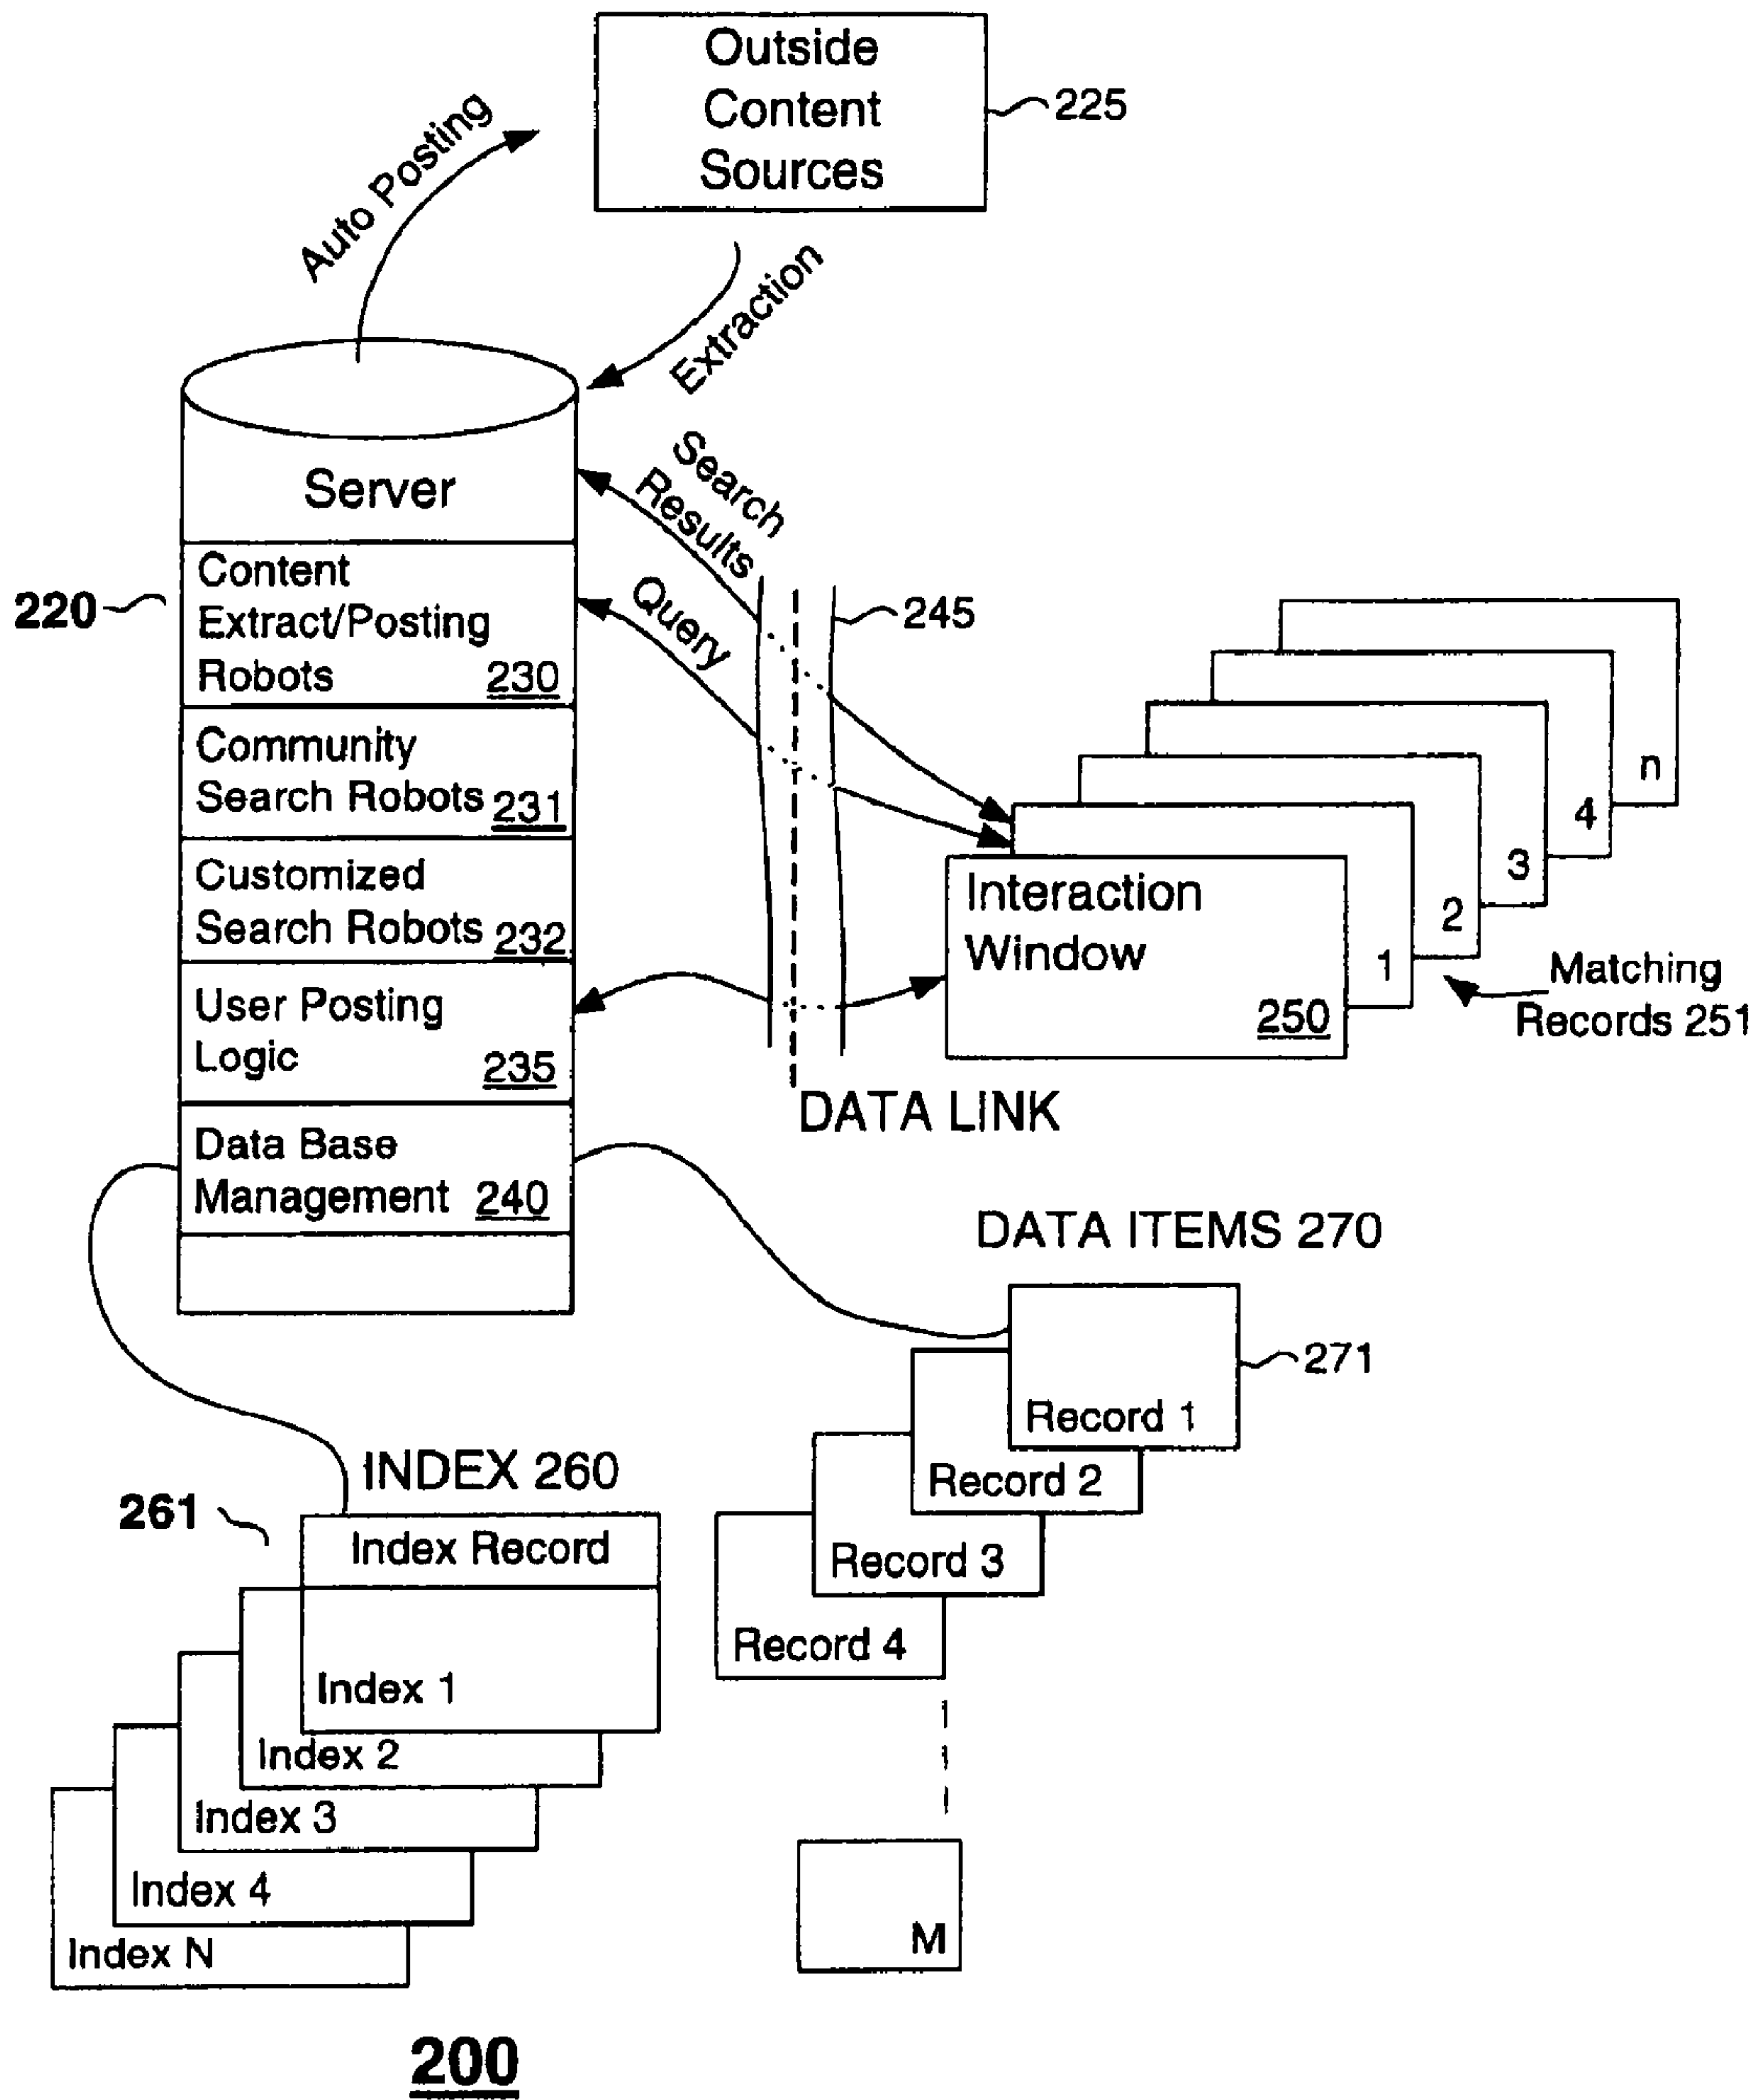 Outside
Content
Sources
225
Auto Posting
Extraction
Server
Search
Results
Query
220
Content
Extract/Posting
Robots 230
Community
Search Robots 231
Customized
Search Robots 232
User Posting
Logic 235
Data Base
Management 240
245
DATA LINK
Interaction
Window
250
1
2
3
4
n
Matching
Records 251
DATA ITEMS 270
271
Record 1
Record 2
Record 3
Record 4
M
INDEX 260
261
Index Record
Index 1
Index 2
Index 3
Index 4
Index N
200